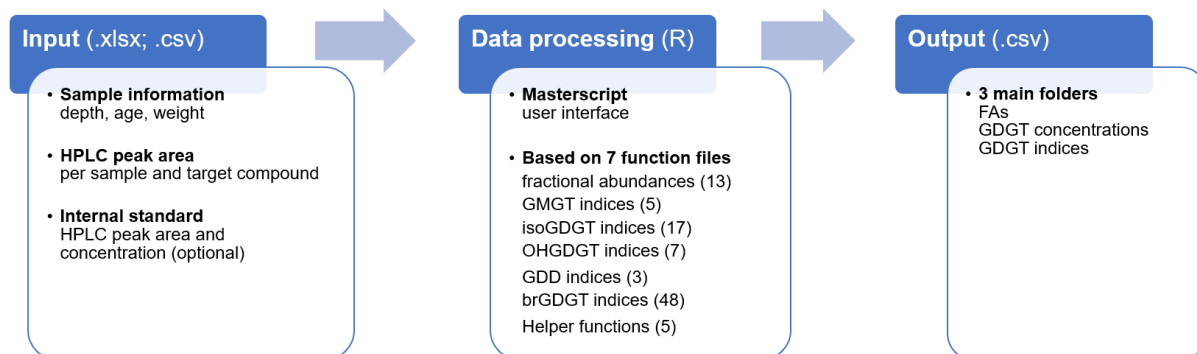 Input (.xlsx; .csv)
• Sample information
depth, age, weight
• HPLC peak area
per sample and target compound
• Internal standard
HPLC peak area and
concentration (optional)
Data processing (R)
• Masterscript
user interface
• Based on 7 function files
fractional abundances (13)
GMGT indices (5)
isoGDGT indices (17)
OHGDGT indices (7)
GDD indices (3)
brGDGT indices (48)
Helper functions (5)
Output (.csv)
• 3 main folders
FAs
GDGT concentrations
GDGT indices